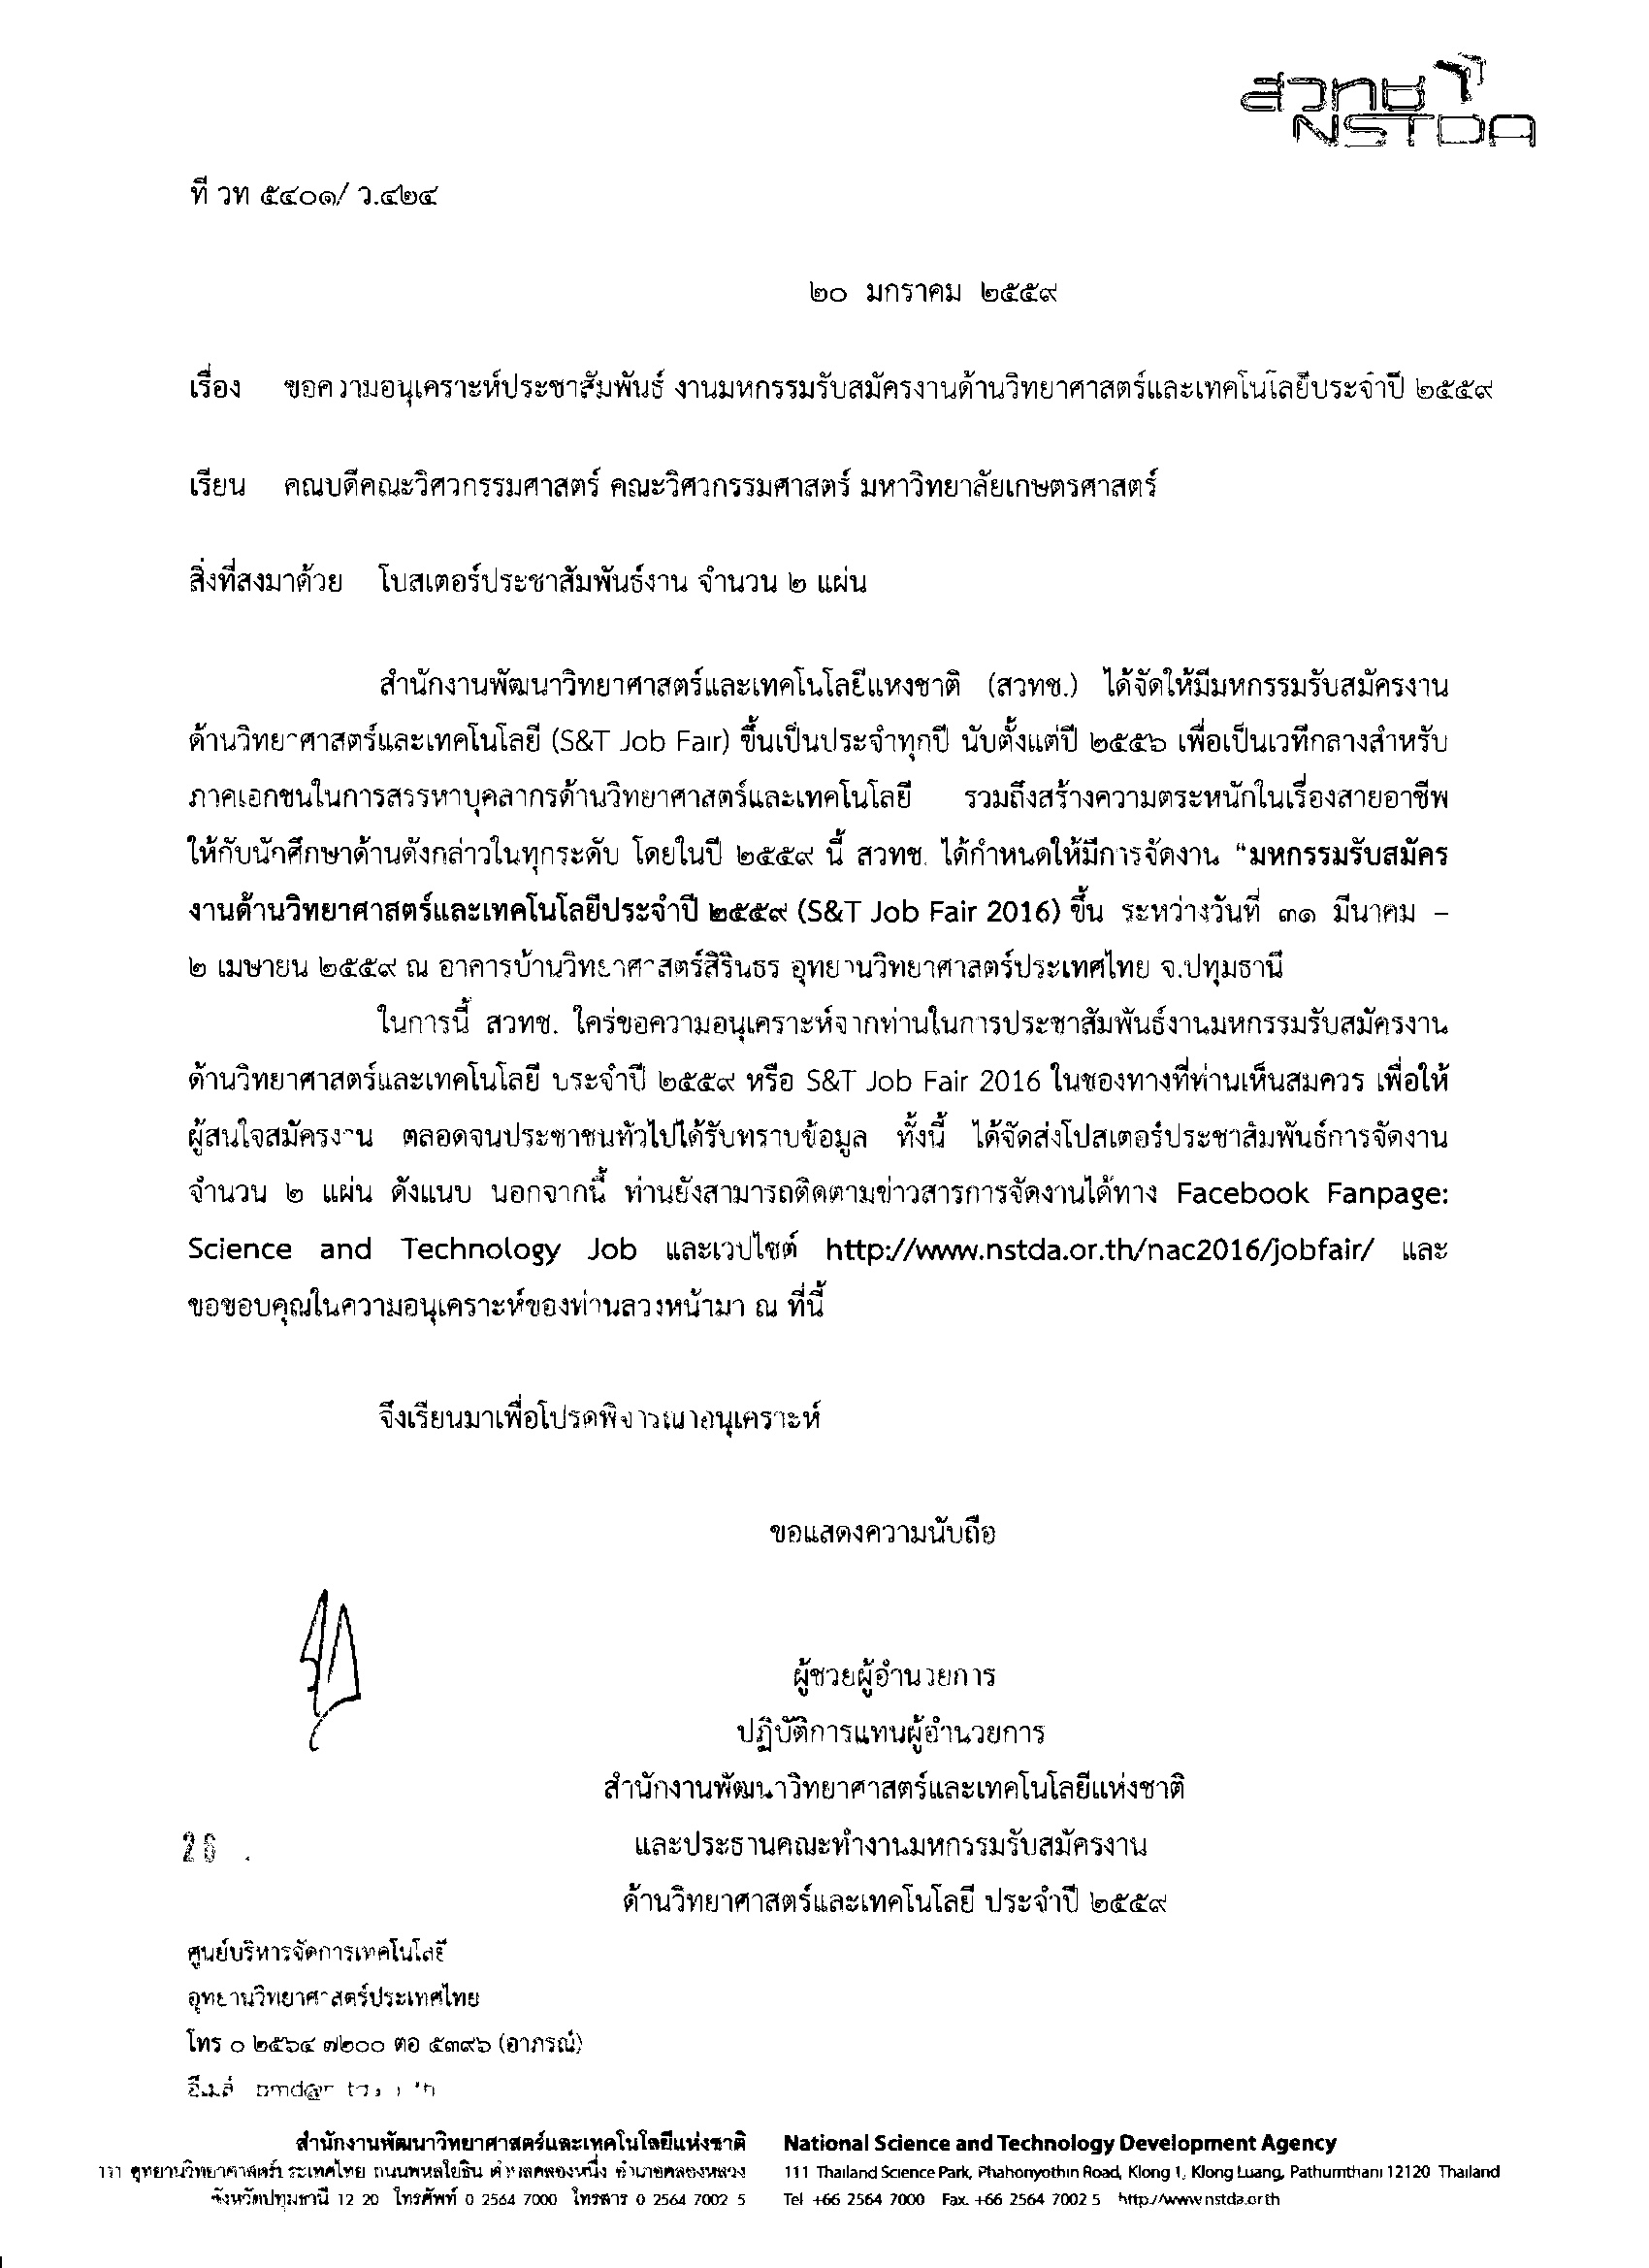 สวทช
NSTDA
ที่ วท ๕๔๐๑/ ว.๔๒๔
๒๐ มกราคม ๒๕๕๙
เรื่อง ขอความอนุเคราะห์ประชาสัมพันธ์ งานมหกรรมรับสมัครงานด้านวิทยาศาสตร์และเทคโนโลยีประจำปี ๒๕๕๙
เรียน คณบดีคณะวิศวกรรมศาสตร์ คณะวิศวกรรมศาสตร์ มหาวิทยาลัยเกษตรศาสตร์
สิ่งที่ส่งมาด้วย โปสเตอร์ประชาสัมพันธ์งาน จำนวน ๒ แผ่น
สำนักงานพัฒนาวิทยาศาสตร์และเทคโนโลยีแห่งชาติ (สวทช.) ได้จัดให้มีมหกรรมรับสมัครงาน
ด้านวิทยาศาสตร์และเทคโนโลยี (S&T Job Fair) ขึ้นเป็นประจำทุกปี นับตั้งแต่ปี ๒๕๕๖ เพื่อเป็นเวทีกลางสำหรับ
ภาคเอกชนในการสรรหาบุคลากรด้านวิทยาศาสตร์และเทคโนโลยี รวมถึงสร้างความตระหนักในเรื่องสายอาชีพ
ให้กับนักศึกษาด้านดังกล่าวในทุกระดับ โดยในปี ๒๕๕๙ นี้ สวทช. ได้กำหนดให้มีการจัดงาน “มหกรรมรับสมัคร
งานด้านวิทยาศาสตร์และเทคโนโลยีประจำปี ๒๕๕๙ (S&T Job Fair 2016) ขึ้น ระหว่างวันที่ ๓๑ มีนาคม –
๒ เมษายน ๒๕๕๙ ณ อาคารบ้านวิทยาศาสตร์สิรินธร อุทยานวิทยาศาสตร์ประเทศไทย จ.ปทุมธานี
ในการนี้ สวทช. ใคร่ขอความอนุเคราะห์จากท่านในการประชาสัมพันธ์งานมหกรรมรับสมัครงาน
ด้านวิทยาศาสตร์และเทคโนโลยี ประจำปี ๒๕๕๙ หรือ S&T Job Fair 2016 ในช่องทางที่ท่านเห็นสมควร เพื่อให้
ผู้สนใจสมัครงาน ตลอดจนประชาชนทั่วไปได้รับทราบข้อมูล ทั้งนี้ ได้จัดส่งโปสเตอร์ประชาสัมพันธ์การจัดงาน
จำนวน ๒ แผ่น ดังแนบ นอกจากนี้ ท่านยังสามารถติดตามข่าวสารการจัดงานได้ทาง Facebook Fanpage:
Science and Technology Job และเวปไซต์ http://www.nstda.or.th/nac2016/jobfair/ และ
ขอขอบคุณในความอนุเคราะห์ของท่านล่วงหน้ามา ณ ที่นี้
จึงเรียนมาเพื่อโปรดพิจารณาอนุเคราะห์
ขอแสดงความนับถือ
ผู้ช่วยผู้อำนวยการ
ปฏิบัติการแทนผู้อำนวยการ
สำนักงานพัฒนาวิทยาศาสตร์และเทคโนโลยีแห่งชาติ
และประธานคณะทำงานมหกรรมรับสมัครงาน
26
ด้านวิทยาศาสตร์และเทคโนโลยี ประจำปี ๒๕๕๙
ศูนย์บริหารจัดการเทคโนโลยี
อุทยานวิทยาศาสตร์ประเทศไทย
โทร ๐ ๒๕๖๔ ๗๒๐๐ ต่อ ๕๓๙๖ (อาภรณ์)
อีเมล์
สำนักงานพัฒนาวิทยาศาสตร์และเทคโนโลยีแห่งชาติ National Science and Technology Development Agency
111 อุทยานวิทยาศาสตร์ประเทศไทย ถนนพหลโยธิน ตำบลคลองหนึ่ง อำเภอคลองหลวง 111 Thailand Science Park, Phahonyothin Road, Klong 1, Klong Luang, Pathumthani 12120 Thailand
จังหวัดปทุมธานี 12120 โทรศัพท์ 0 2564 7000 โทรสาร 0 2564 7002 5 Tel +66 2564 7000 Fax. +66 2564 7002 5 http://www.nstda.or.th